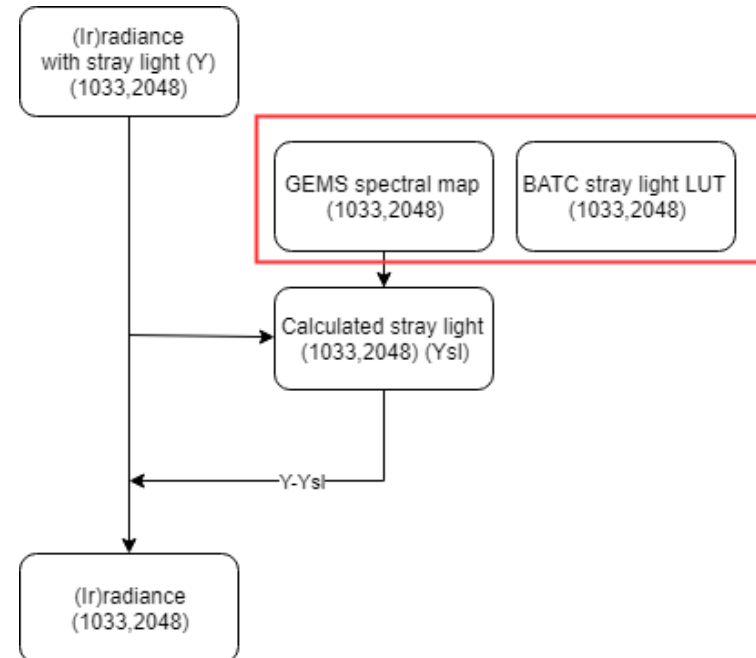 (Ir)radiance
with stray light (Y)
(1033,2048)
GEMS spectral map
(1033,2048)
BATC stray light LUT
(1033,2048)
Calculated stray light
(1033,2048) (Ysl)
Y-Ysl
(Ir)radiance
(1033,2048)